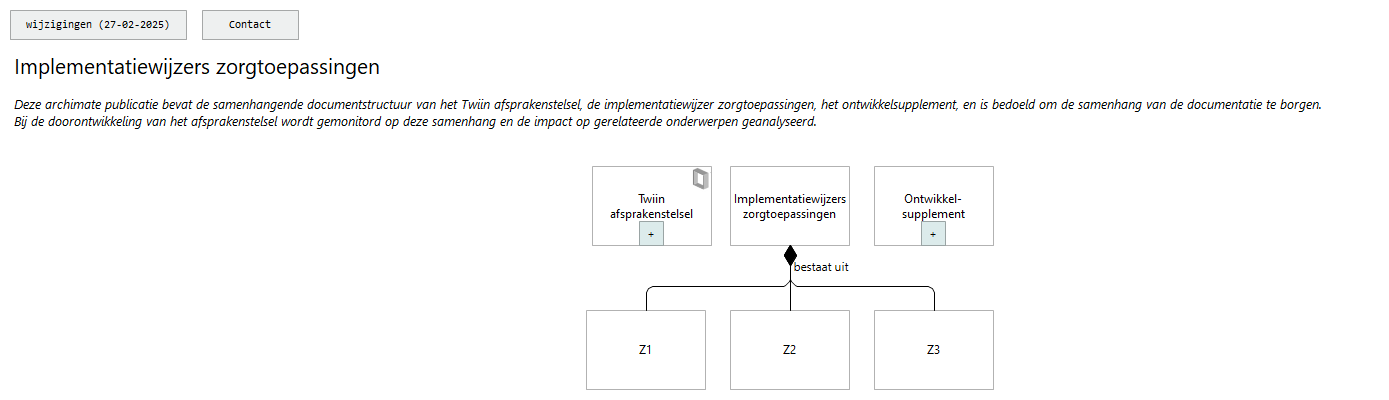 wijzigingen (27-02-2025) Contact
Implementatiewijzers zorgtoepassingen
Deze archimate publicatie bevat de samenhangende documentstructuur van het Twiin afsprakenstelsel, de implementatiewijzer zorgtoepassingen, het ontwikkelsupplement, en is bedoeld om de samenhang van de documentatie te borgen.
Bij de doorontwikkeling van het afsprakenstelsel wordt gemonitord op deze samenhang en de impact op gerelateerde onderwerpen geanalyseerd.
Twiin
afsprakenstelsel
+
Implementatiewijzers
zorgtoepassingen
Ontwikkel-
supplement
+
bestaat uit
Z1
Z2
Z3